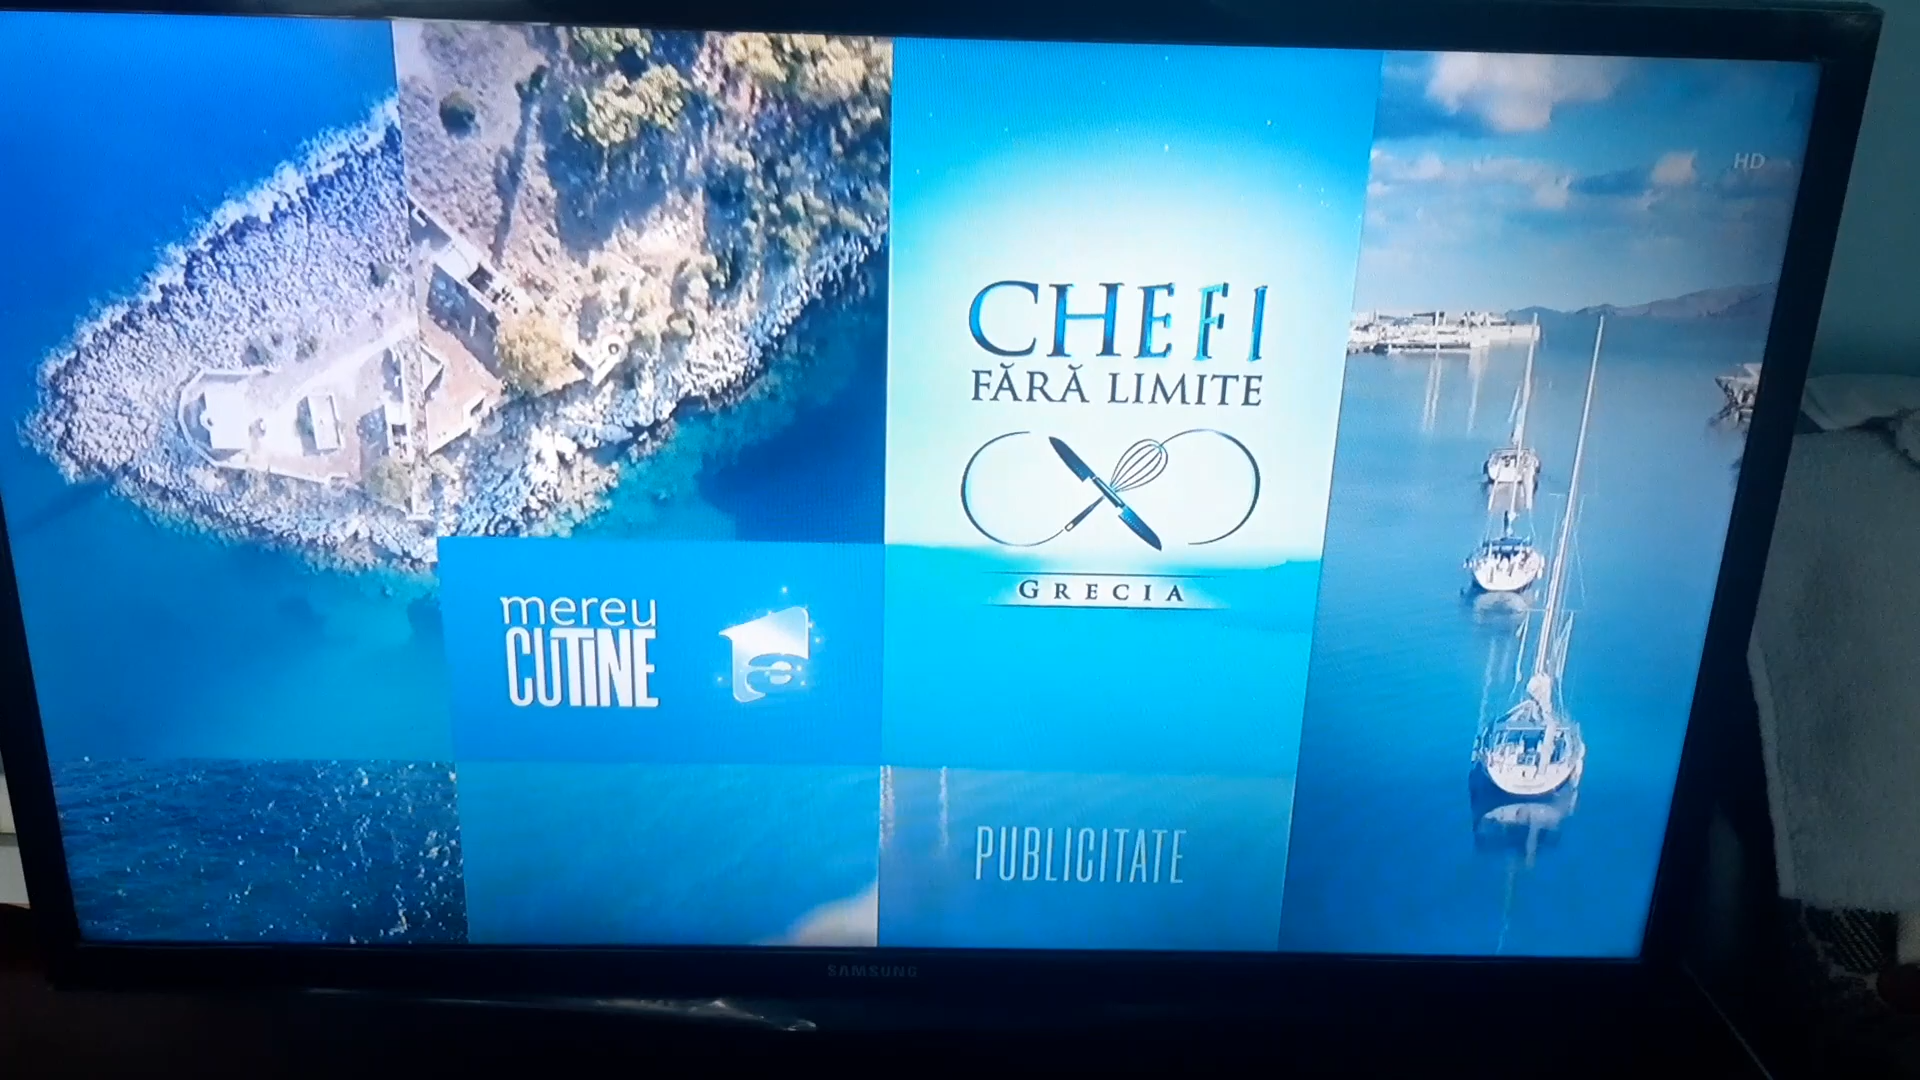 HD
CHEFI
FĂRĂ LIMITE
GRECIA
mereu
CUTINE
PUBLICITATE
SAMSUNG